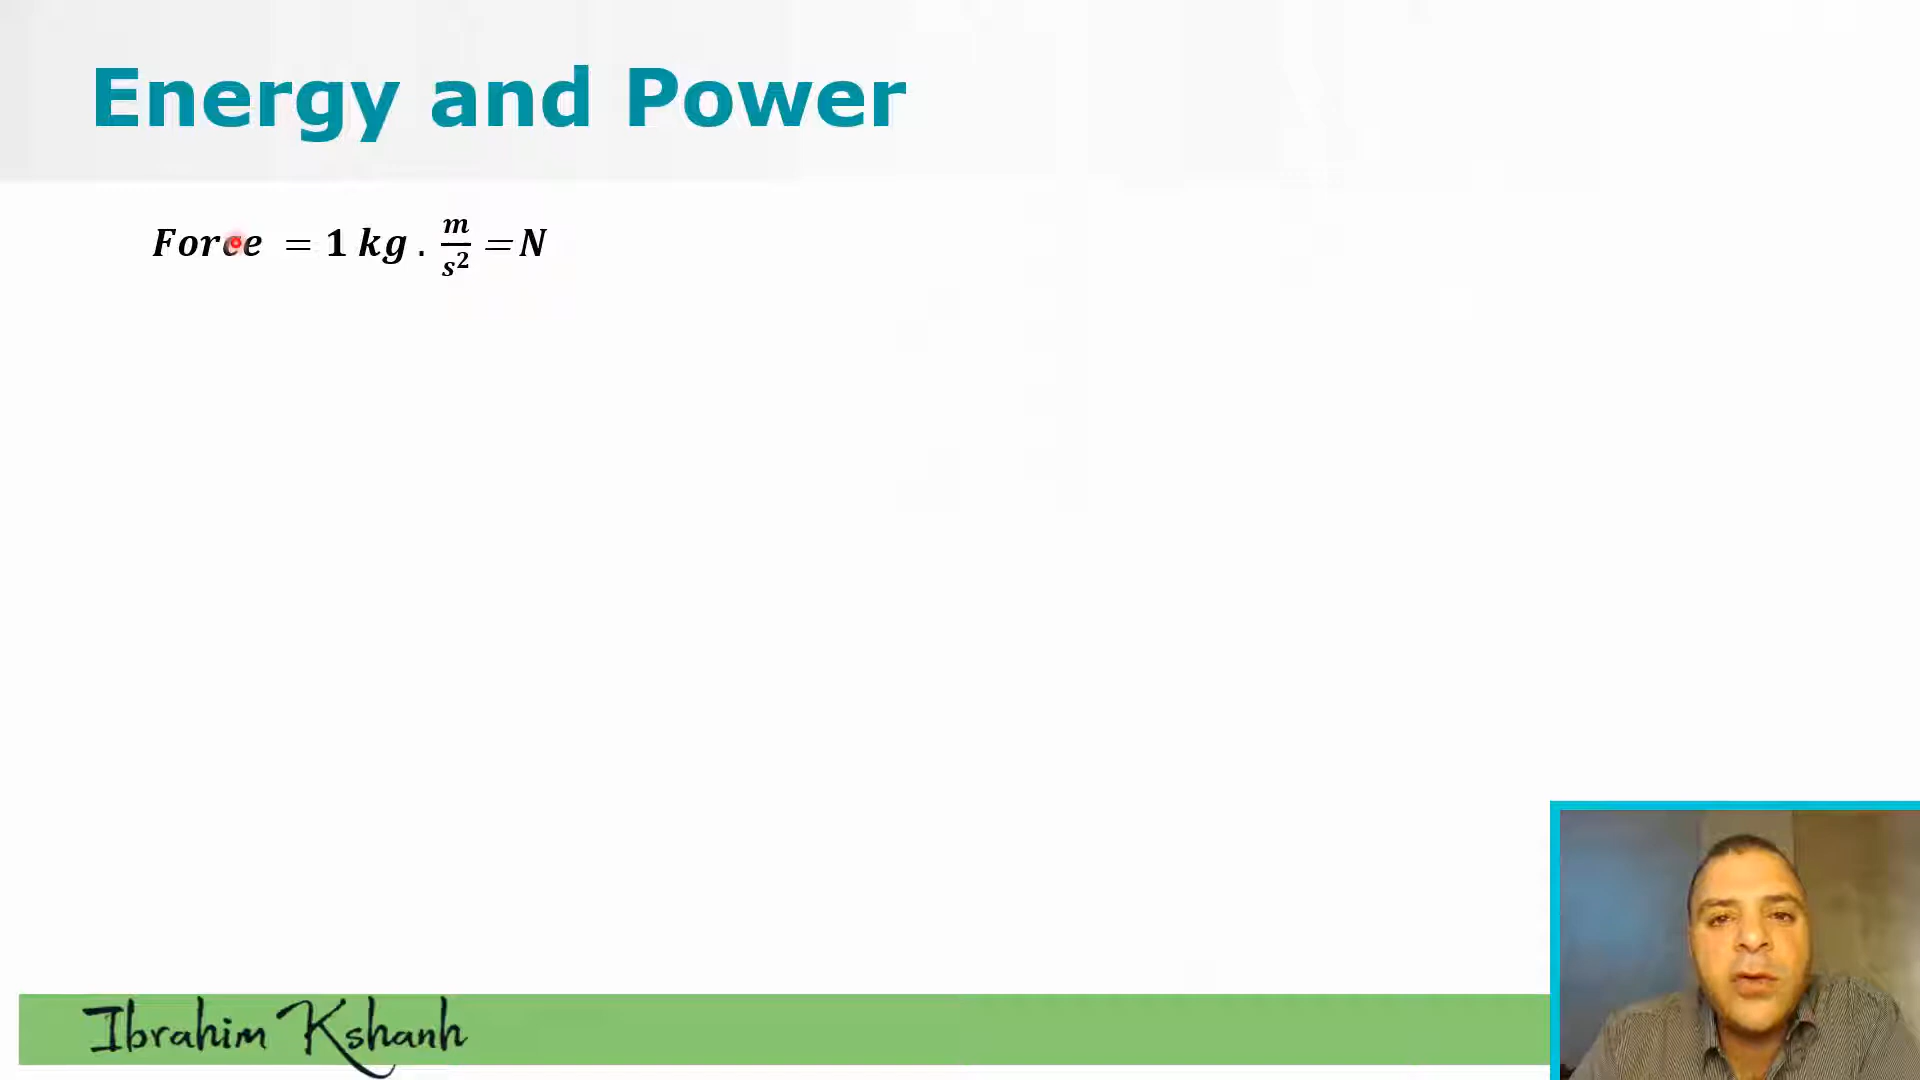 Energy and Power
Force = 1 kg . m/s² = N
Ibrahim Kshanh